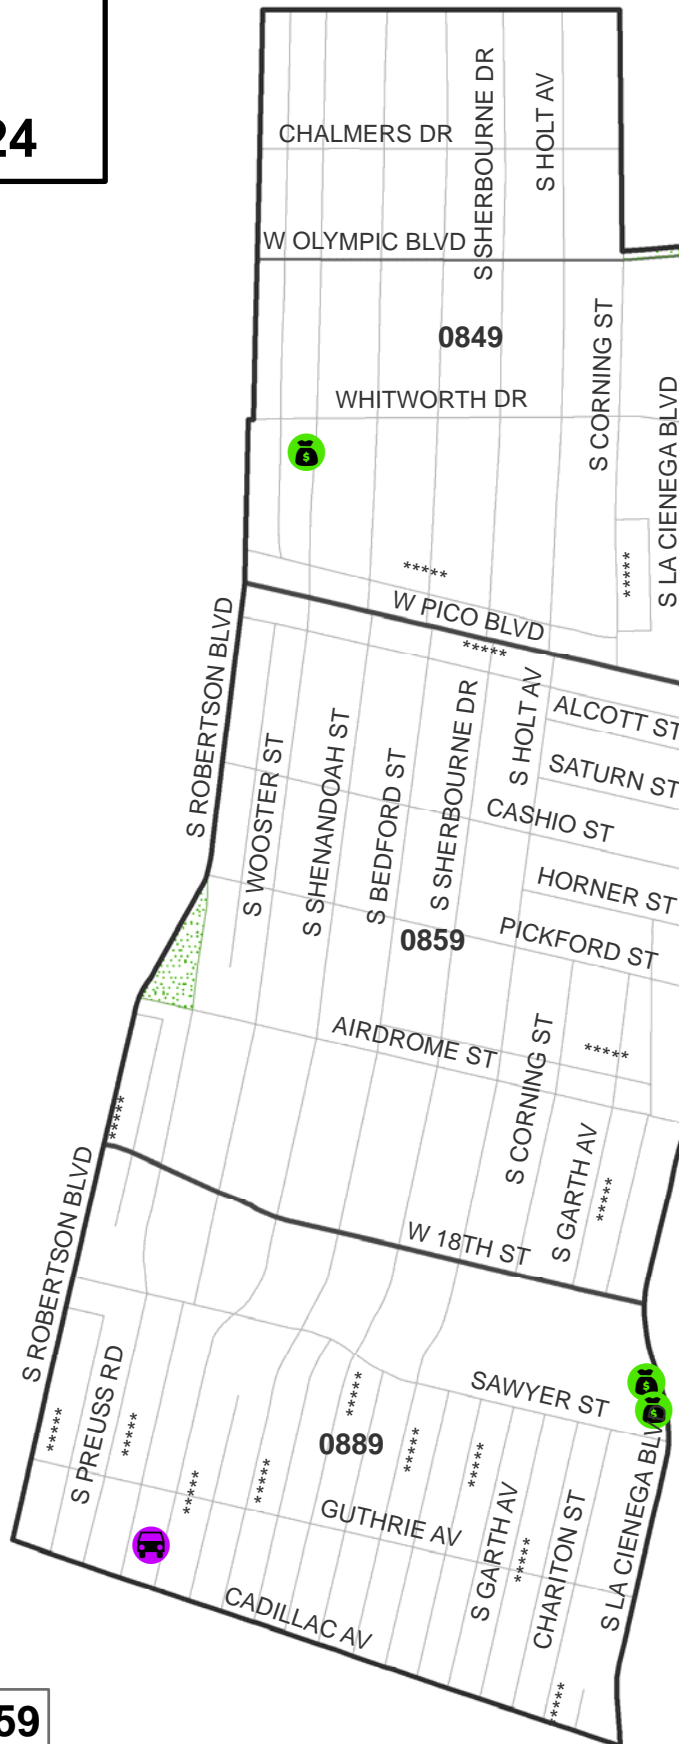 24
CHALMERS DR
S SHERBOURNE DR
S HOLT AV
W OLYMPIC BLVD
0849
S CORNING ST
WHITWORTH DR
S LA CIENEGA BLVD
$
*****
*****
W PICO BLVD
*****
S ROBERTSON BLVD
S HOLT AV
ALCOTT ST
S SHERBOURNE DR
S SHENANDOAH ST
S WOOSTER ST
S BEDFORD ST
SATURN ST
CASHIO ST
HORNER ST
0859
PICKFORD ST
AIRDROME ST
S CORNING ST
*****
*****
S GARTH AV
*****
S ROBERTSON BLVD
W 18TH ST
S PREUSS RD
SAWYER ST
$
$
*****
*****
*****
0889
*****
*****
*****
*****
S LA CIENEGA BLVD
GUTHRIE AV
S GARTH AV
*****
CHARITON ST
CADILLAC AV
*****
59